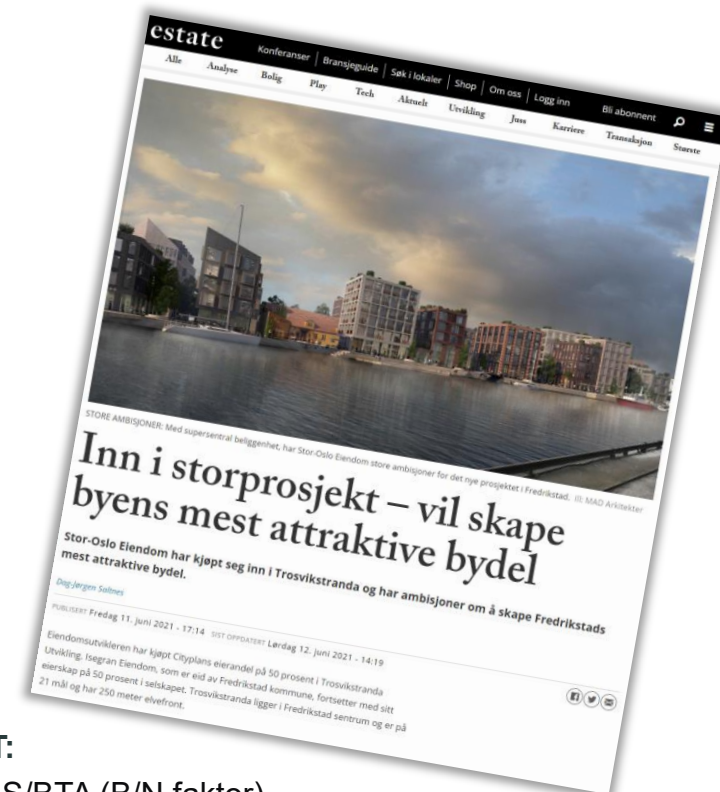 estate
Konferanser Bransjeguide Søk i lokaler Shop Om oss Logg inn Bli abonnent
Alle Analyse Bolig Play Tech Aktuelt Utvikling Juss Karriere Transaksjon Største
STORE AMBISJONER: Med supersentral beliggenhet, har Stor-Oslo Eiendom store ambisjoner for det nye prosjektet i Fredrikstad. Ill: MAD Arkitekter
Inn i storprosjekt – vil skape
byens mest attraktive bydel
Stor-Oslo Eiendom har kjøpt seg inn i Trosvikstranda og har ambisjoner om å skape Fredrikstads
mest attraktive bydel.
Dag-Jørgen Saltnes
PUBLISERT Fredag 11. juni 2021 - 17:14 SIST OPPDATERT Lørdag 12. juni 2021 - 14:19
Eiendomsutvikleren har kjøpt Cityplans eierandel på 50 prosent i Trosvikstranda
Utvikling. Isegran Eiendom, som er eid av Fredrikstad kommune, fortsetter med sitt
eierskap på 50 prosent i selskapet. Trosvikstranda ligger i Fredrikstad sentrum og er på
21 mål og har 250 meter elvefront.
T:
S/BTA (B/N faktor)